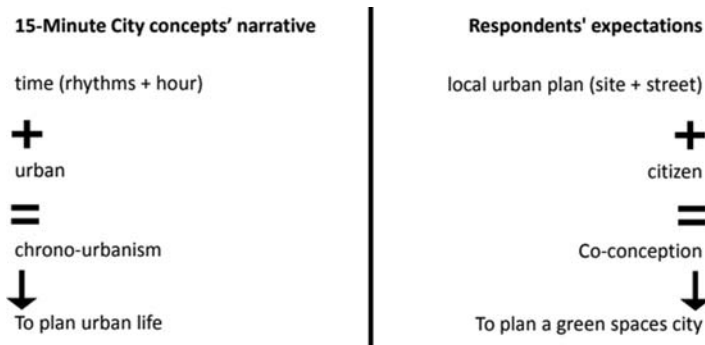 15-Minute City concepts' narrative
time (rhythms + hour)
+
urban
=
chrono-urbanism
To plan urban life
Respondents' expectations
local urban plan (site + street)
+
citizen
=
Co-conception
To plan a green spaces city